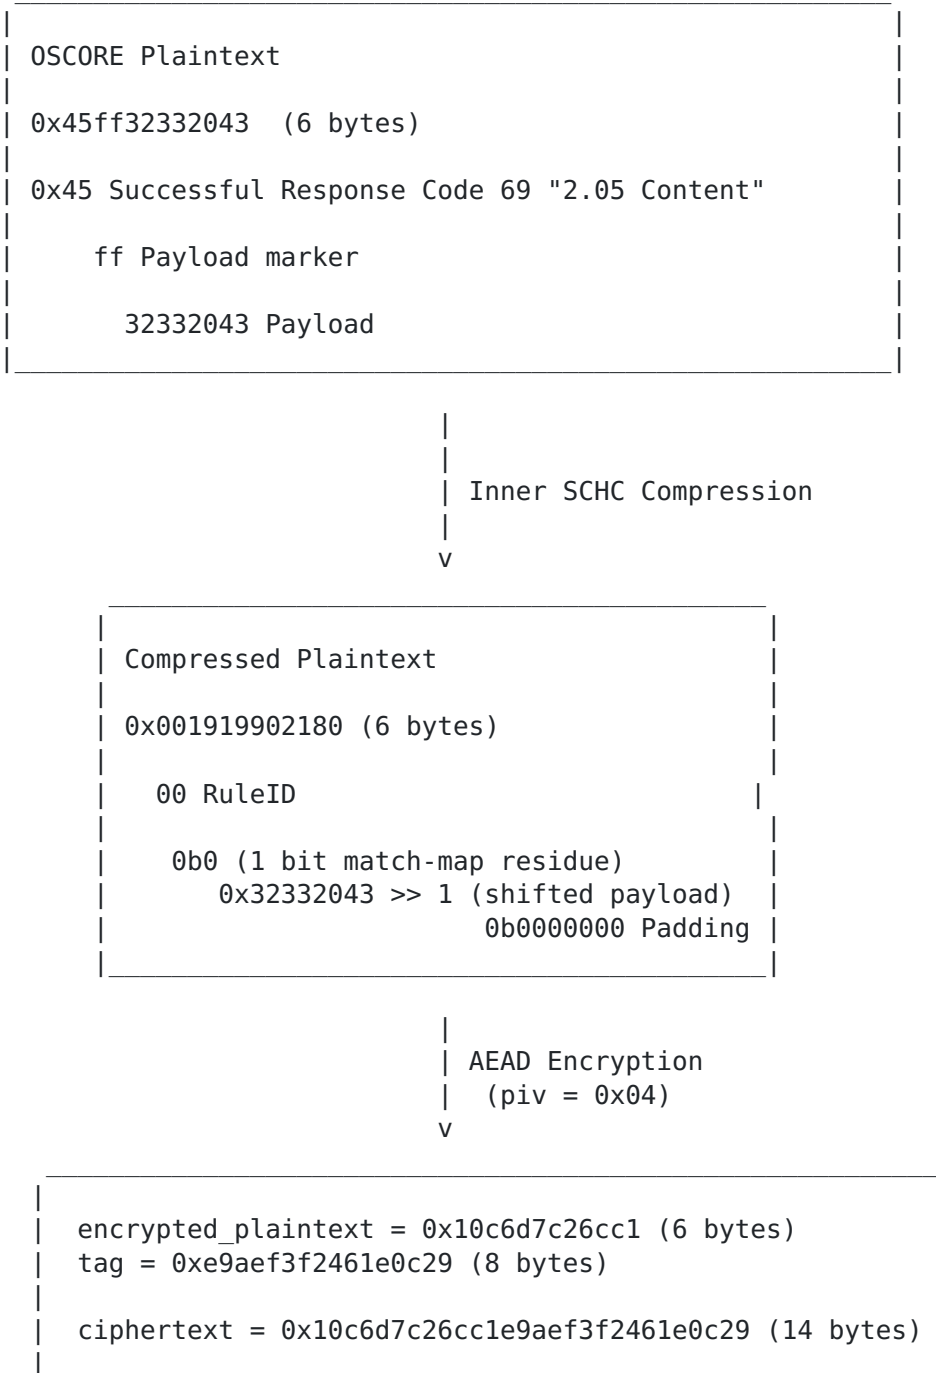 OSCORE Plaintext
0x45ff32332043  (6 bytes)
0x45 Successful Response Code 69 "2.05 Content"
ff Payload marker
32332043 Payload
Inner SCHC Compression
v
Compressed Plaintext
0x001919902180 (6 bytes)
00 RuleID
0b0 (1 bit match-map residue)
0x32332043 >> 1 (shifted payload)
0b0000000 Padding
AEAD Encryption
(piv = 0x04)
v
encrypted_plaintext = 0x10c6d7c26cc1 (6 bytes)
tag = 0xe9aef3f2461e0c29 (8 bytes)
ciphertext = 0x10c6d7c26cc1e9aef3f2461e0c29 (14 bytes)